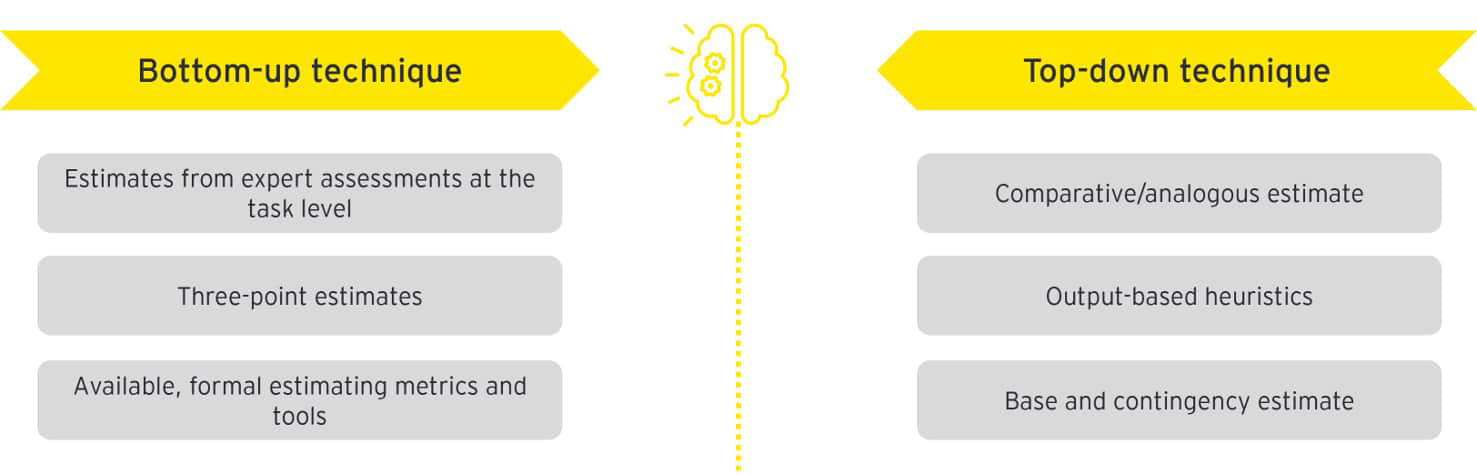 Bottom-up technique
Estimates from expert assessments at the
task level
Three-point estimates
Available, formal estimating metrics and
tools
Top-down technique
Comparative/analogous estimate
Output-based heuristics
Base and contingency estimate